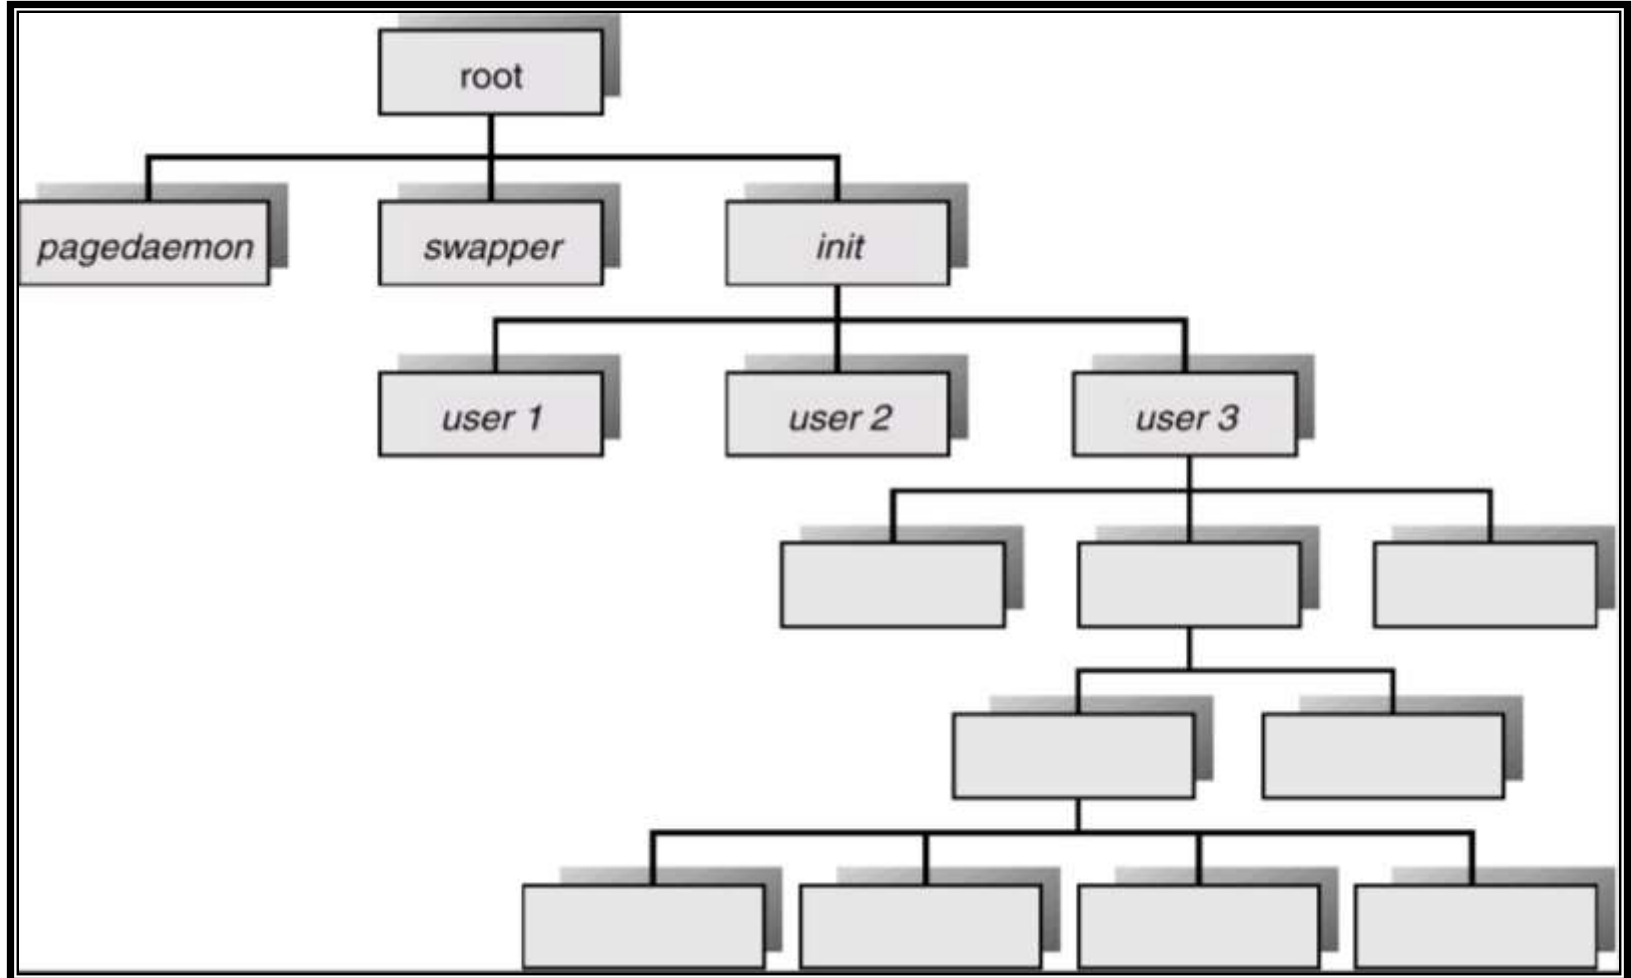 root
pagedaemon
swapper
init
user 1
user 2
user 3